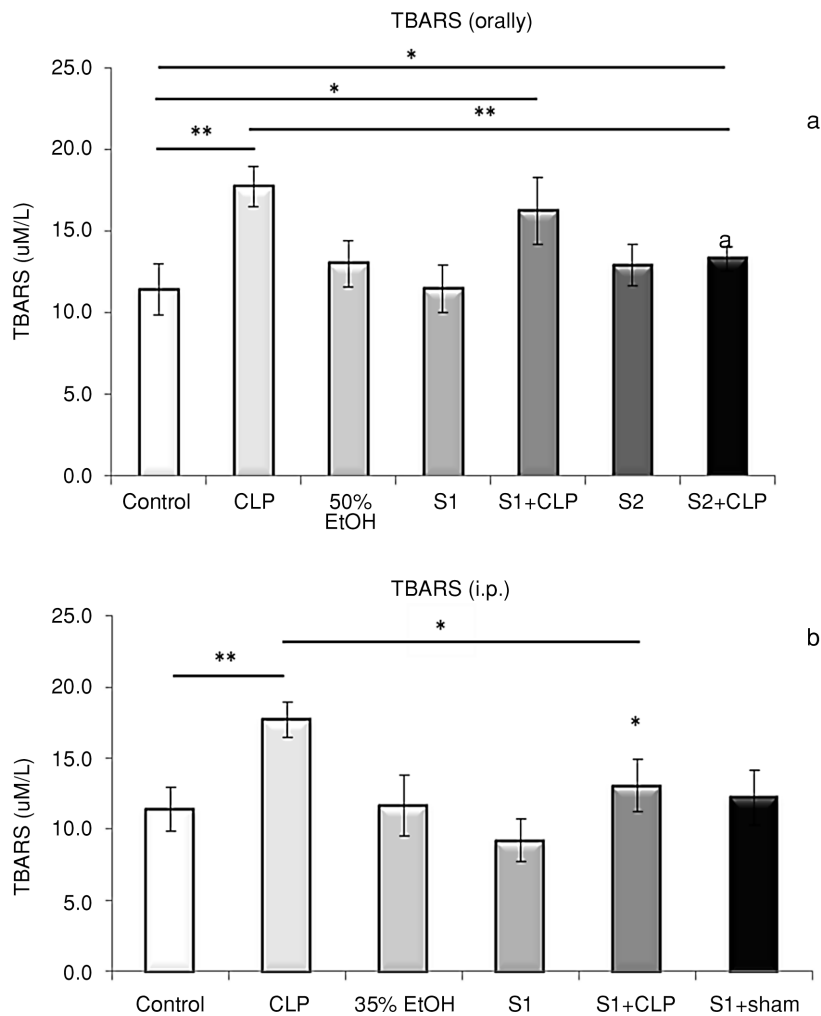 TBARS (orally)
*
25.0
*
**
a
**
20.0
15.0
a
10.0
5.0
0.0
TBARS (uM/L)
Control CLP 50% S1 S1+CLP S2 S2+CLP
EtOH
TBARS (i.p.)
25.0
*
b
**
20.0
*
15.0
10.0
5.0
0.0
TBARS (uM/L)
Control CLP 35% EtOH S1 S1+CLP S1+sham